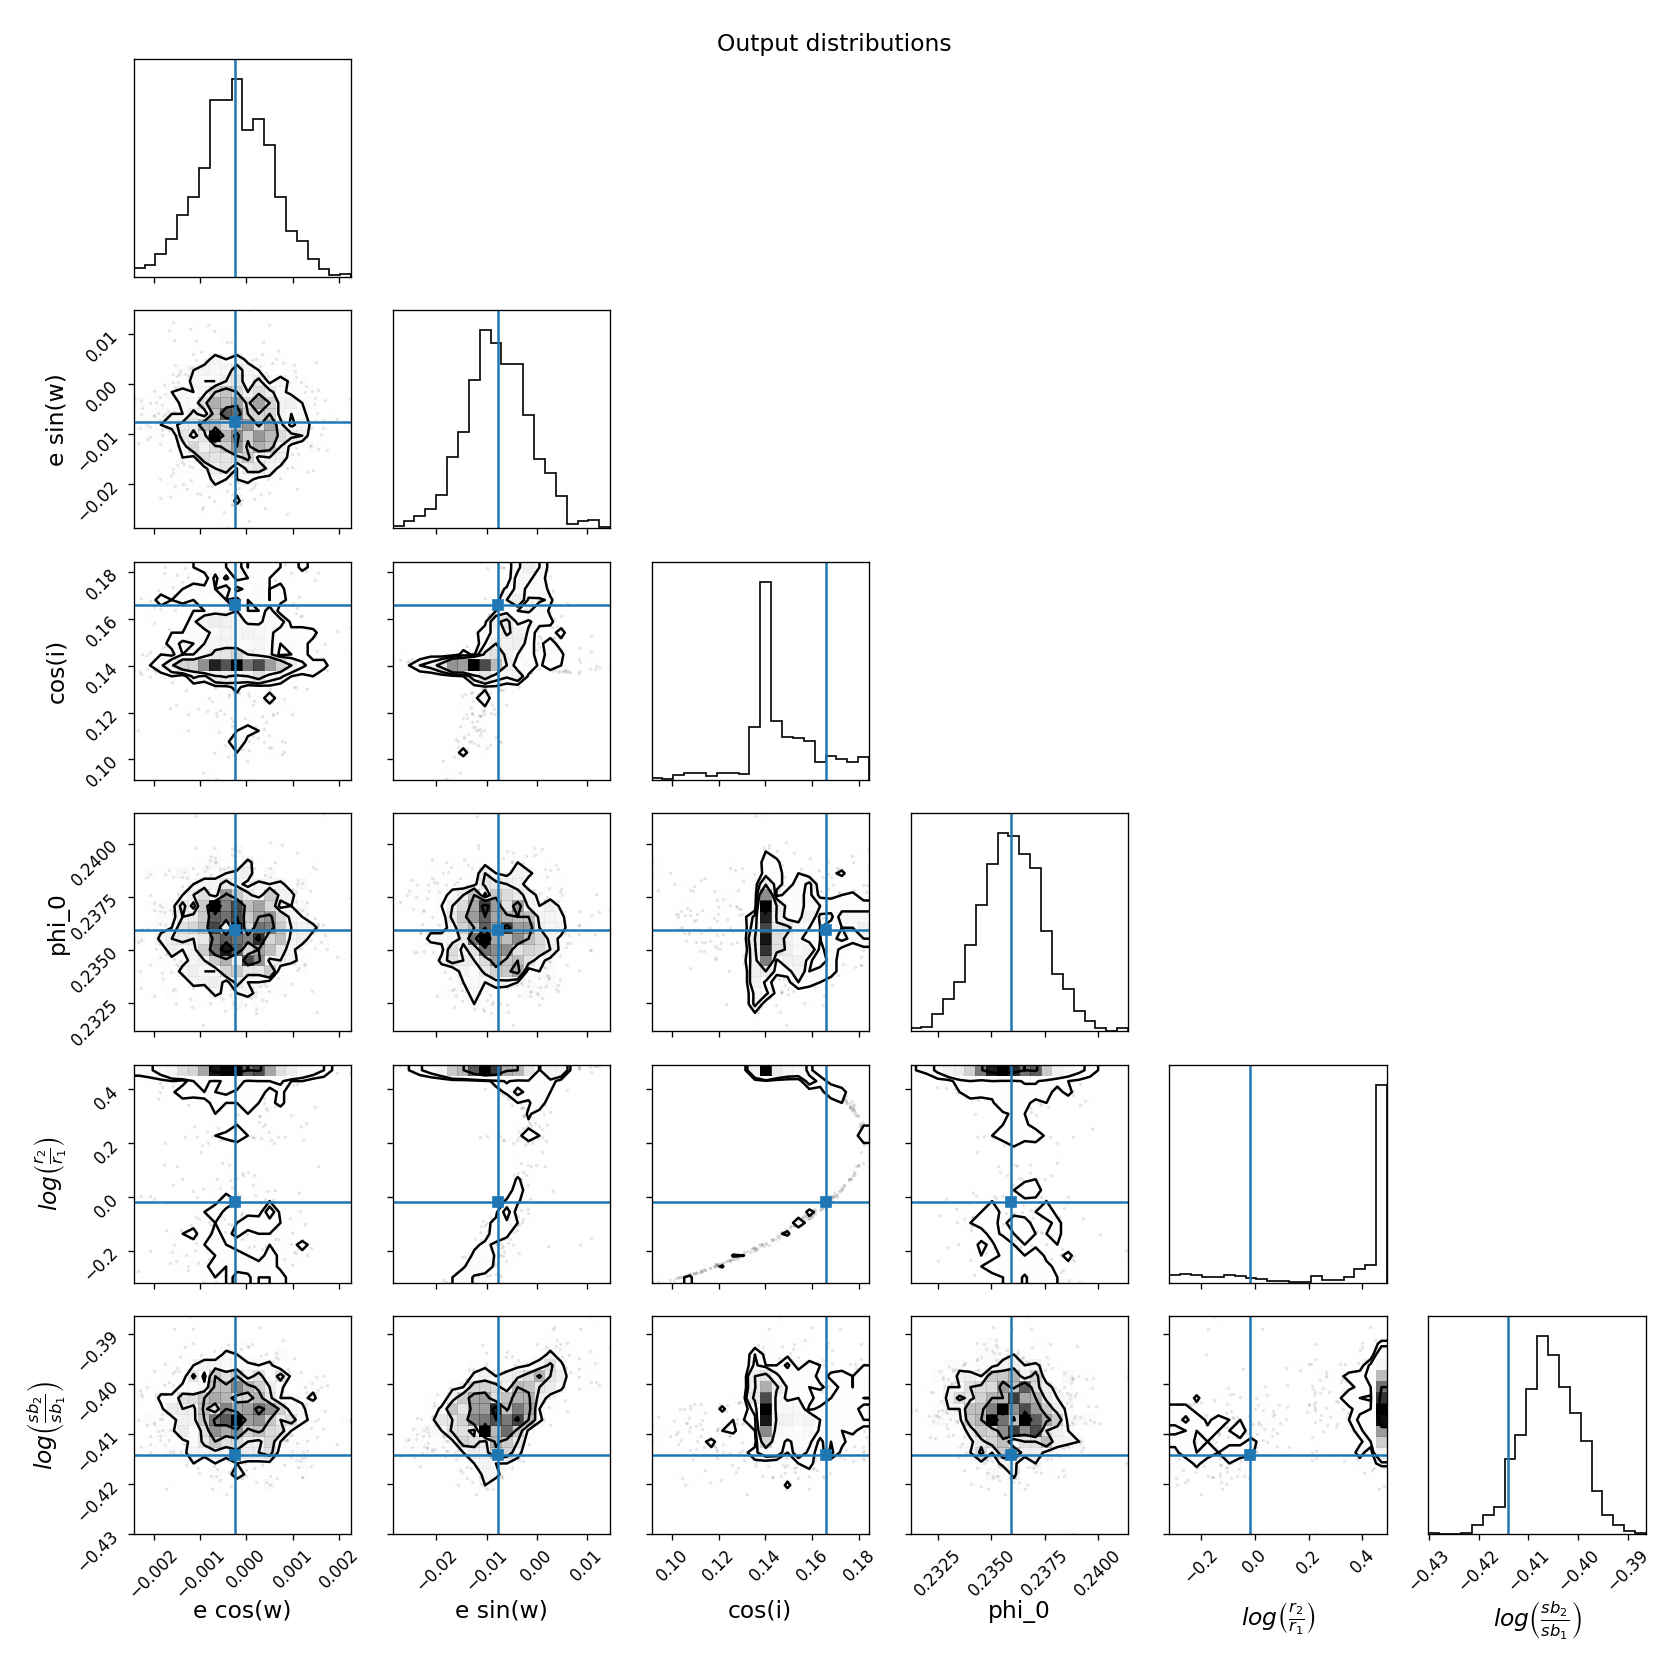 Output distributions
e sin(w)
0.01
0.00
−0.01
−0.02
cos(i)
0.18
0.16
0.14
0.12
0.10
phi_0
0.2400
0.2375
0.2350
0.2325
log(r2/r1)
0.4
0.2
0.0
−0.2
log(sb2/sb1)
−0.39
−0.40
−0.41
−0.42
−0.43
−0.002 −0.001 0.000 0.001 0.002 −0.02 −0.01 0.00 0.01 0.10 0.12 0.14 0.16 0.18 0.2325 0.2350 0.2375 0.2400 −0.2 0.0 0.2 0.4 −0.43 −0.42 −0.41 −0.40 −0.39
e cos(w) e sin(w) cos(i) phi_0 log(r2/r1) log(sb2/sb1)